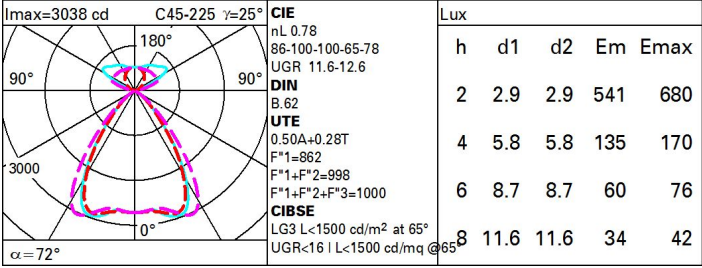 Imax=3038 cd C45-225 γ=25°
180°
90° 90°
3000
0°
α=72°
CIE
nL 0.78
86-100-100-65-78
UGR 11.6-12.6
DIN
B.62
UTE
0.50A+0.28T
F"1=862
F"1+F"2=998
F"1+F"2+F"3=1000
CIBSE
LG3 L<1500 cd/m² at 65°
UGR<16 | L<1500 cd/mq @65°
Lux
h d1 d2 Em Emax
2 2.9 2.9 541 680
4 5.8 5.8 135 170
6 8.7 8.7 60 76
8 11.6 11.6 34 42